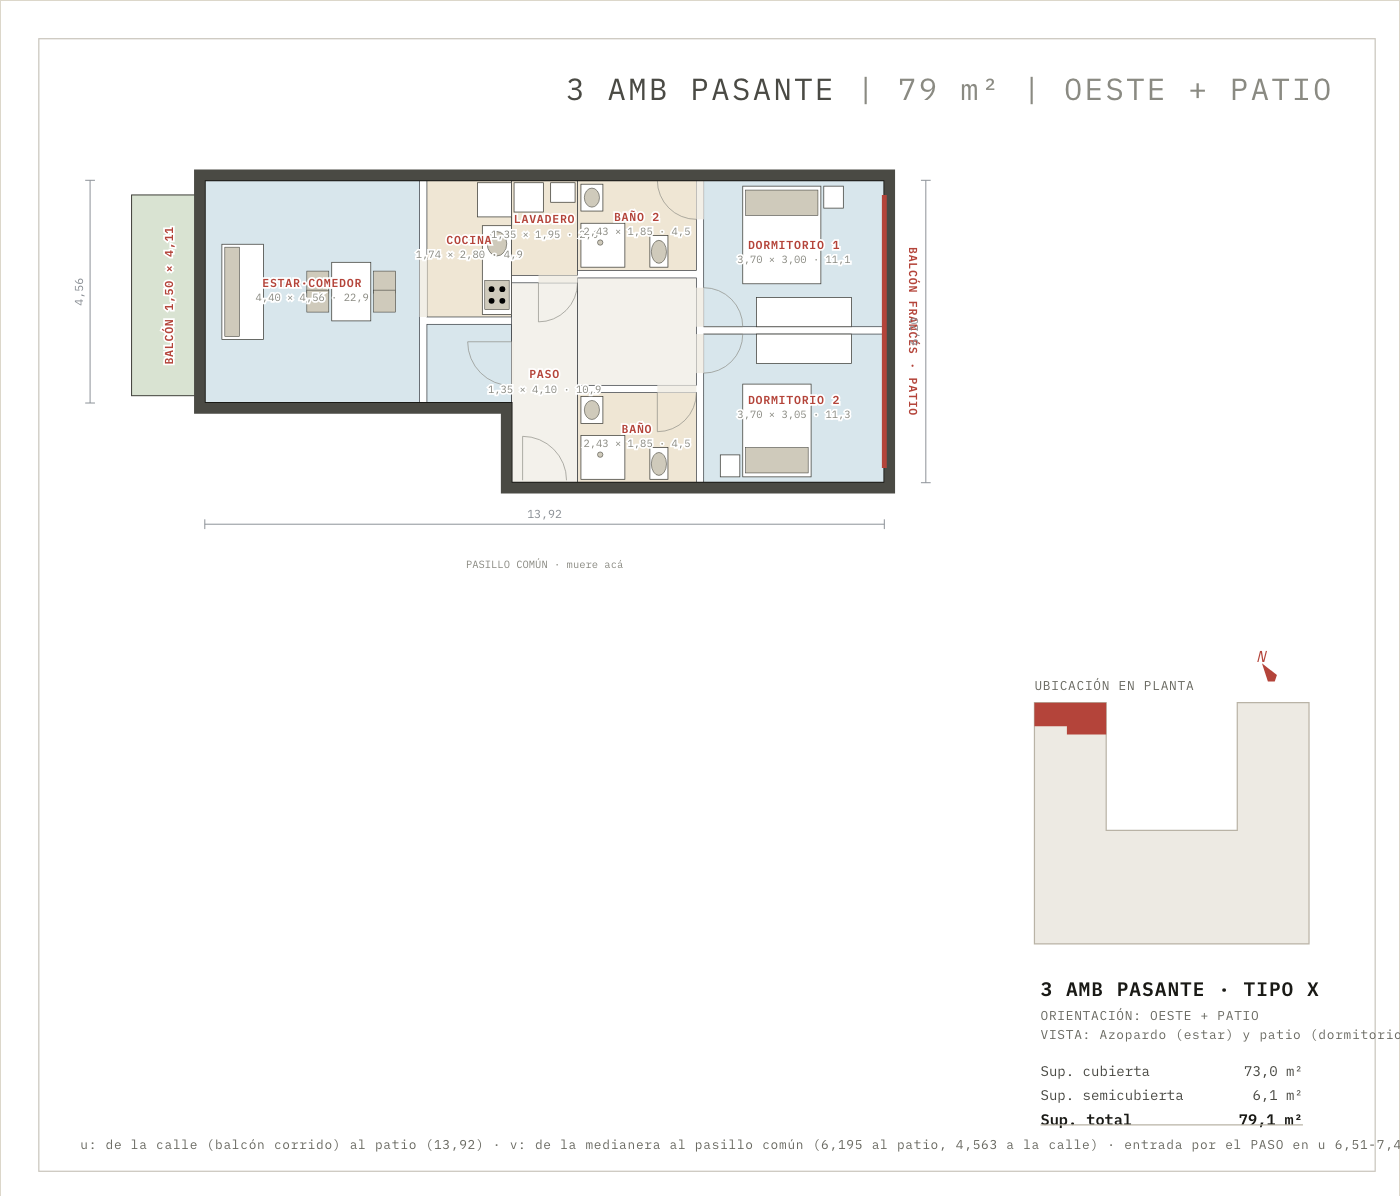 3 AMB PASANTE | 79 m² | OESTE + PATIO
4,56
BALCÓN 1,50 × 4,11
ESTAR·COMEDOR
4,40 × 4,56 · 22,9
COCINA
1,74 × 2,80 · 4,9
LAVADERO
1,35 × 1,95 ·
BAÑO 2
2,43 × 1,85 · 4,5
DORMITORIO 1
3,70 × 3,00 · 11,1
PASO
1,35 × 4,10 · 10,9
BAÑO
2,43 × 1,85 · 4,5
DORMITORIO 2
3,70 × 3,05 · 11,3
BALCÓN FRANCÉS · PATIO
13,92
PASILLO COMÚN · muere acá
N
UBICACIÓN EN PLANTA
3 AMB PASANTE · TIPO X
ORIENTACIÓN: OESTE + PATIO
VISTA: Azopardo (estar) y patio (dormitorio
Sup. cubierta 73,0 m²
Sup. semicubierta 6,1 m²
Sup. total 79,1 m²
u: de la calle (balcón corrido) al patio (13,92) · v: de la medianera al pasillo común (6,195 al patio, 4,563 a la calle) · entrada por el PASO en u 6,51-7,4